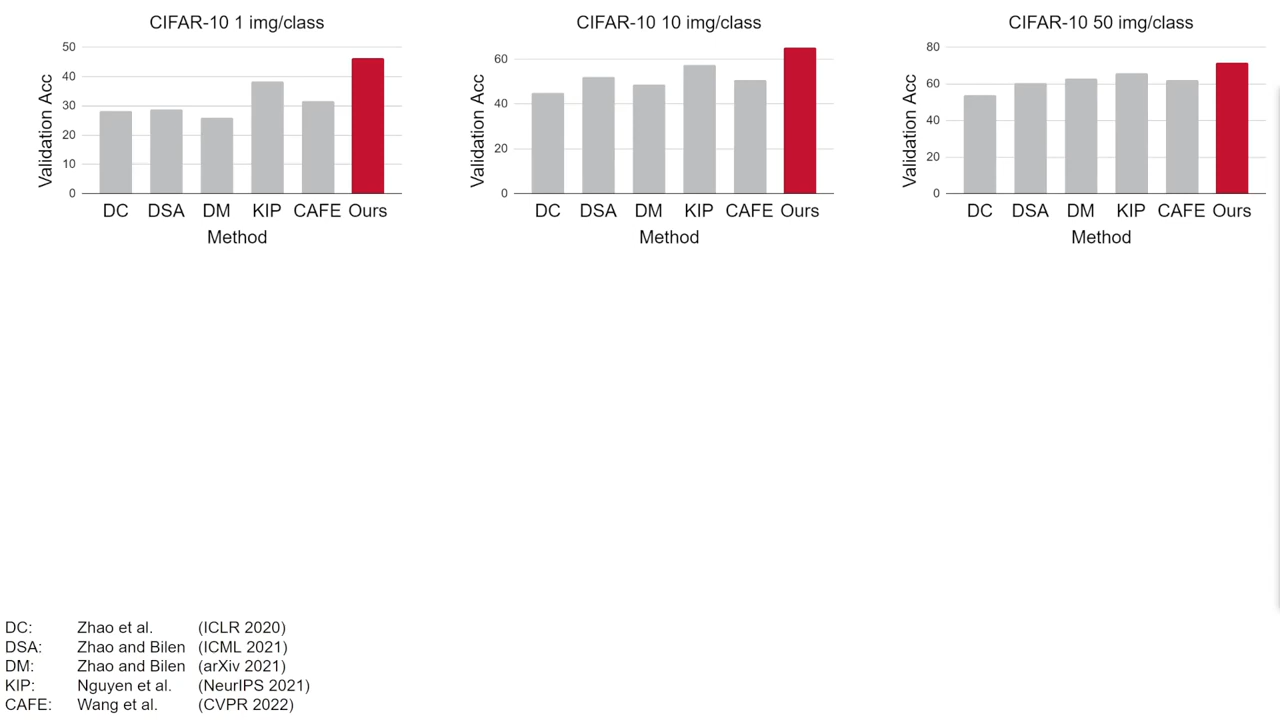 CIFAR-10 1 img/class
50
40
30
20
10
0
Validation Acc
DC DSA DM KIP CAFE Ours
Method
CIFAR-10 10 img/class
60
40
20
0
Validation Acc
DC DSA DM KIP CAFE Ours
Method
CIFAR-10 50 img/class
80
60
40
20
0
Validation Acc
DC DSA DM KIP CAFE Ours
Method
DC: Zhao et al. (ICLR 2020)
DSA: Zhao and Bilen (ICML 2021)
DM: Zhao and Bilen (arXiv 2021)
KIP: Nguyen et al. (NeurIPS 2021)
CAFE: Wang et al. (CVPR 2022)